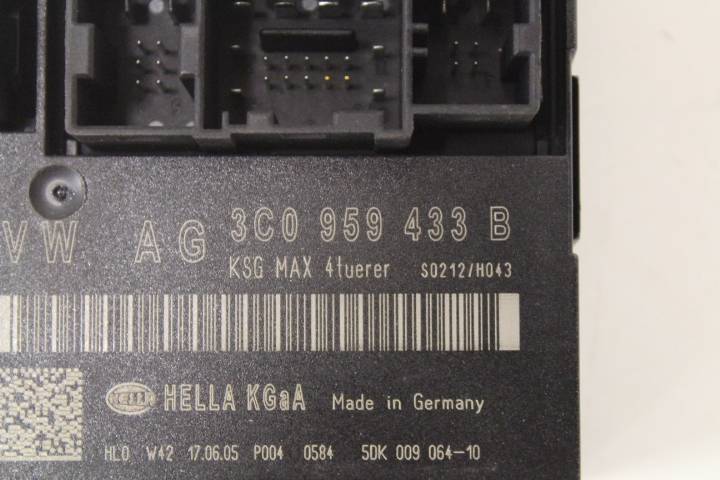 VW AG 3C0 959 433 B
KSG MAX 4tuerer S0212/H043
HELLA HELLA KGaA Made in Germany
HLO W42 17.06.05 P004 0584 5DK 009 064-10